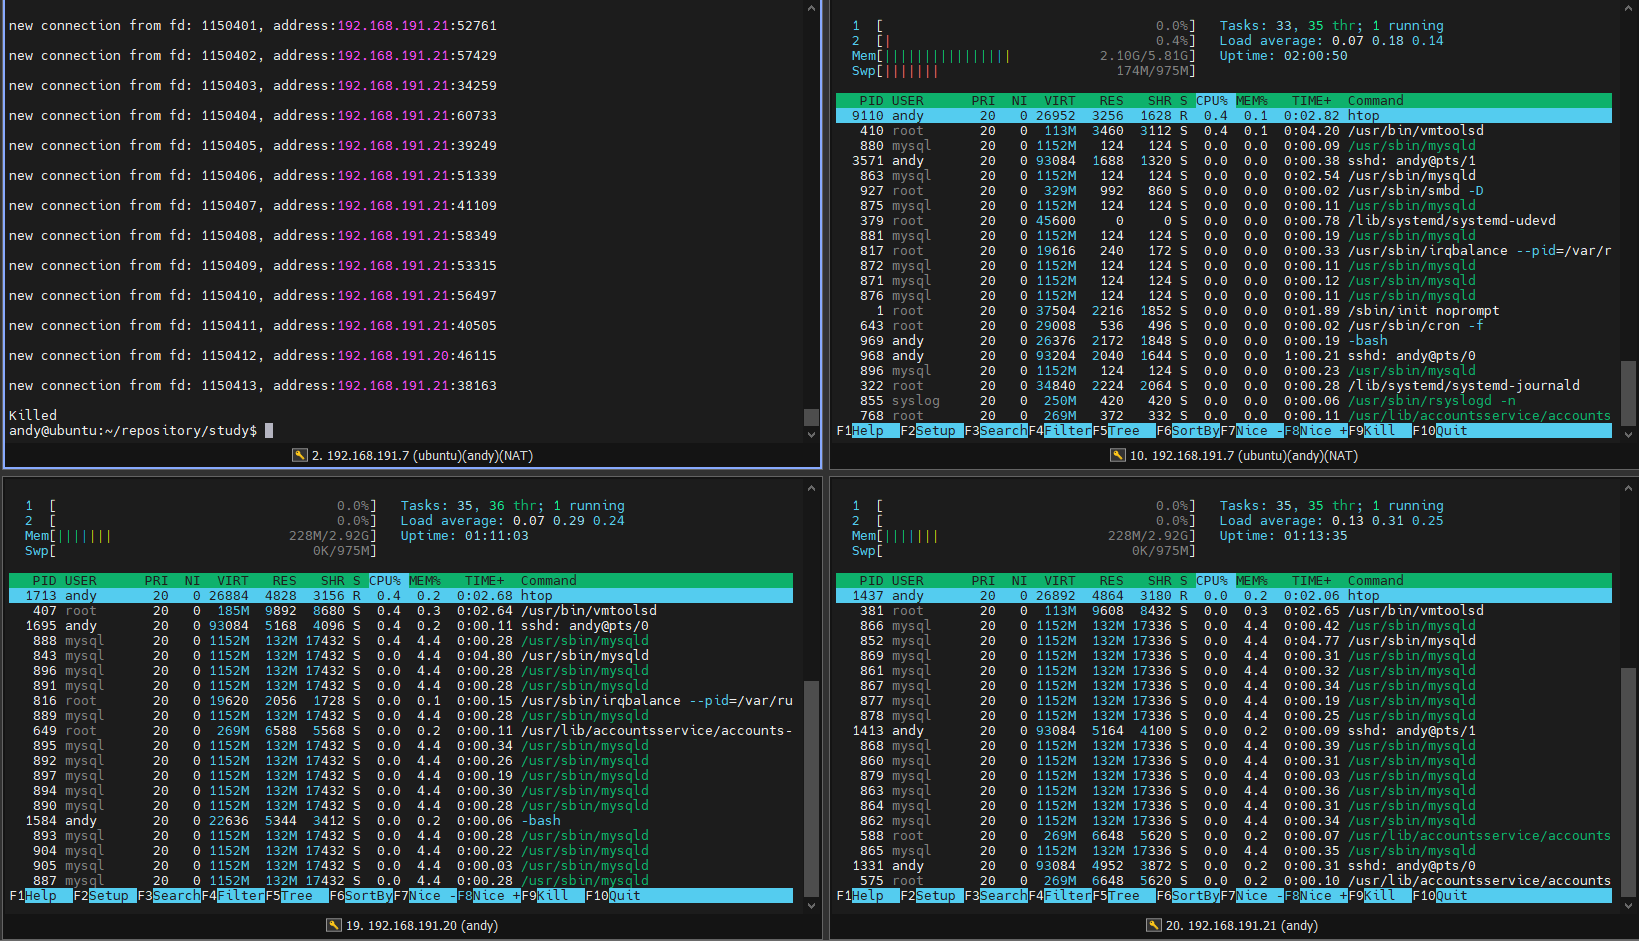 new connection from fd: 1150401, address:192.168.191.21:52761
new connection from fd: 1150402, address:192.168.191.21:57429
new connection from fd: 1150403, address:192.168.191.21:34259
new connection from fd: 1150404, address:192.168.191.21:60733
new connection from fd: 1150405, address:192.168.191.21:39249
new connection from fd: 1150406, address:192.168.191.21:51339
new connection from fd: 1150407, address:192.168.191.21:41109
new connection from fd: 1150408, address:192.168.191.21:58349
new connection from fd: 1150409, address:192.168.191.21:53315
new connection from fd: 1150410, address:192.168.191.21:56497
new connection from fd: 1150411, address:192.168.191.21:40505
new connection from fd: 1150412, address:192.168.191.20:46115
new connection from fd: 1150413, address:192.168.191.21:38163
Killed
andy@ubuntu:~/repository/study$
2. 192.168.191.7 (ubuntu)(andy)(NAT)
1 [ 0.0%] Tasks: 33, 35 thr; 1 running
2 [| 0.4%] Load average: 0.07 0.18 0.14
Mem[|||||||||||||||| 2.10G/5.81G] Uptime: 02:00:50
Swp[||||||| 174M/975M]
PID USER PRI NI VIRT RES SHR S CPU% MEM% TIME+ Command
9110 andy 20 0 26952 3256 1628 R 0.4 0.1 0:02.82 htop
410 root 20 0 113M 3460 3112 S 0.4 0.1 0:04.20 /usr/bin/vmtoolsd
880 mysql 20 0 1152M 124 124 S 0.0 0.0 0:00.09 /usr/sbin/mysqld
3571 andy 20 0 93084 1688 1320 S 0.0 0.0 0:00.38 sshd: andy@pts/1
863 mysql 20 0 1152M 124 124 S 0.0 0.0 0:02.54 /usr/sbin/mysqld
927 root 20 0 329M 992 860 S 0.0 0.0 0:00.02 /usr/sbin/smbd -D
875 mysql 20 0 1152M 124 124 S 0.0 0.0 0:00.11 /usr/sbin/mysqld
379 root 20 0 45600 0 0 S 0.0 0.0 0:00.78 /lib/systemd/systemd-udevd
881 mysql 20 0 1152M 124 124 S 0.0 0.0 0:00.19 /usr/sbin/mysqld
817 root 20 0 19616 240 172 S 0.0 0.0 0:00.33 /usr/sbin/irqbalance --pid=/var/r
872 mysql 20 0 1152M 124 124 S 0.0 0.0 0:00.11 /usr/sbin/mysqld
871 mysql 20 0 1152M 124 124 S 0.0 0.0 0:00.12 /usr/sbin/mysqld
876 mysql 20 0 1152M 124 124 S 0.0 0.0 0:00.11 /usr/sbin/mysqld
1 root 20 0 37504 2216 1852 S 0.0 0.0 0:01.89 /sbin/init noprompt
643 root 20 0 29008 536 496 S 0.0 0.0 0:00.02 /usr/sbin/cron -f
969 andy 20 0 26376 2172 1848 S 0.0 0.0 0:00.19 -bash
968 andy 20 0 93204 2040 1644 S 0.0 0.0 1:00.21 sshd: andy@pts/0
896 mysql 20 0 1152M 124 124 S 0.0 0.0 0:00.23 /usr/sbin/mysqld
322 root 20 0 34840 2224 2064 S 0.0 0.0 0:00.28 /lib/systemd/systemd-journald
855 syslog 20 0 250M 420 420 S 0.0 0.0 0:00.06 /usr/sbin/rsyslogd -n
768 root 20 0 269M 372 332 S 0.0 0.0 0:00.11 /usr/lib/accountsservice/accounts
F1Help F2Setup F3SearchF4FilterF5Tree F6SortByF7Nice -F8Nice +F9Kill F10Quit
10. 192.168.191.7 (ubuntu)(andy)(NAT)
1 [ 0.0%] Tasks: 35, 36 thr; 1 running
2 [ 0.0%] Load average: 0.07 0.29 0.24
Mem[||||||| 228M/2.92G] Uptime: 01:11:03
Swp[ 0K/975M]
PID USER PRI NI VIRT RES SHR S CPU% MEM% TIME+ Command
1713 andy 20 0 26884 4828 3156 R 0.4 0.2 0:02.68 htop
407 root 20 0 185M 9892 8680 S 0.4 0.3 0:02.64 /usr/bin/vmtoolsd
1695 andy 20 0 93084 5168 4096 S 0.4 0.2 0:00.11 sshd: andy@pts/0
888 mysql 20 0 1152M 132M 17432 S 0.0 4.4 0:00.28 /usr/sbin/mysqld
843 mysql 20 0 1152M 132M 17432 S 0.0 4.4 0:04.80 /usr/sbin/mysqld
896 mysql 20 0 1152M 132M 17432 S 0.0 4.4 0:00.28 /usr/sbin/mysqld
891 mysql 20 0 1152M 132M 17432 S 0.0 4.4 0:00.28 /usr/sbin/mysqld
816 root 20 0 19620 2056 1728 S 0.0 0.1 0:00.15 /usr/sbin/irqbalance --pid=/var/ru
889 mysql 20 0 1152M 132M 17432 S 0.0 4.4 0:00.28 /usr/sbin/mysqld
649 root 20 0 269M 6588 5568 S 0.0 0.2 0:00.11 /usr/lib/accountsservice/accounts-
895 mysql 20 0 1152M 132M 17432 S 0.0 4.4 0:00.34 /usr/sbin/mysqld
892 mysql 20 0 1152M 132M 17432 S 0.0 4.4 0:00.26 /usr/sbin/mysqld
897 mysql 20 0 1152M 132M 17432 S 0.0 4.4 0:00.19 /usr/sbin/mysqld
894 mysql 20 0 1152M 132M 17432 S 0.0 4.4 0:00.30 /usr/sbin/mysqld
890 mysql 20 0 1152M 132M 17432 S 0.0 4.4 0:00.28 /usr/sbin/mysqld
1584 andy 20 0 22636 5344 3412 S 0.0 0.2 0:00.06 -bash
893 mysql 20 0 1152M 132M 17432 S 0.0 4.4 0:00.28 /usr/sbin/mysqld
904 mysql 20 0 1152M 132M 17432 S 0.0 4.4 0:00.22 /usr/sbin/mysqld
905 mysql 20 0 1152M 132M 17432 S 0.0 4.4 0:00.03 /usr/sbin/mysqld
887 mysql 20 0 1152M 132M 17432 S 0.0 4.4 0:00.28 /usr/sbin/mysqld
F1Help F2Setup F3SearchF4FilterF5Tree F6SortByF7Nice -F8Nice +F9Kill F10Quit
19. 192.168.191.20 (andy)
1 [ 0.0%] Tasks: 35, 35 thr; 1 running
2 [ 0.0%] Load average: 0.13 0.31 0.25
Mem[||||||| 228M/2.92G] Uptime: 01:13:35
Swp[ 0K/975M]
PID USER PRI NI VIRT RES SHR S CPU% MEM% TIME+ Command
1437 andy 20 0 26892 4864 3180 R 0.0 0.2 0:02.06 htop
381 root 20 0 113M 9608 8432 S 0.0 0.3 0:02.65 /usr/bin/vmtoolsd
866 mysql 20 0 1152M 132M 17336 S 0.0 4.4 0:00.42 /usr/sbin/mysqld
852 mysql 20 0 1152M 132M 17336 S 0.0 4.4 0:04.77 /usr/sbin/mysqld
869 mysql 20 0 1152M 132M 17336 S 0.0 4.4 0:00.31 /usr/sbin/mysqld
861 mysql 20 0 1152M 132M 17336 S 0.0 4.4 0:00.32 /usr/sbin/mysqld
867 mysql 20 0 1152M 132M 17336 S 0.0 4.4 0:00.34 /usr/sbin/mysqld
877 mysql 20 0 1152M 132M 17336 S 0.0 4.4 0:00.19 /usr/sbin/mysqld
878 mysql 20 0 1152M 132M 17336 S 0.0 4.4 0:00.25 /usr/sbin/mysqld
1413 andy 20 0 93084 5164 4100 S 0.0 0.2 0:00.09 sshd: andy@pts/1
868 mysql 20 0 1152M 132M 17336 S 0.0 4.4 0:00.39 /usr/sbin/mysqld
860 mysql 20 0 1152M 132M 17336 S 0.0 4.4 0:00.31 /usr/sbin/mysqld
879 mysql 20 0 1152M 132M 17336 S 0.0 4.4 0:00.03 /usr/sbin/mysqld
863 mysql 20 0 1152M 132M 17336 S 0.0 4.4 0:00.36 /usr/sbin/mysqld
864 mysql 20 0 1152M 132M 17336 S 0.0 4.4 0:00.31 /usr/sbin/mysqld
862 mysql 20 0 1152M 132M 17336 S 0.0 4.4 0:00.34 /usr/sbin/mysqld
588 root 20 0 269M 6648 5620 S 0.0 0.2 0:00.07 /usr/lib/accountsservice/accounts
865 mysql 20 0 1152M 132M 17336 S 0.0 4.4 0:00.35 /usr/sbin/mysqld
1331 andy 20 0 93084 4952 3872 S 0.0 0.2 0:00.31 sshd: andy@pts/0
575 root 20 0 269M 6648 5620 S 0.0 0.2 0:00.10 /usr/lib/accountsservice/accounts
F1Help F2Setup F3SearchF4FilterF5Tree F6SortByF7Nice -F8Nice +F9Kill F10Quit
20. 192.168.191.21 (andy)